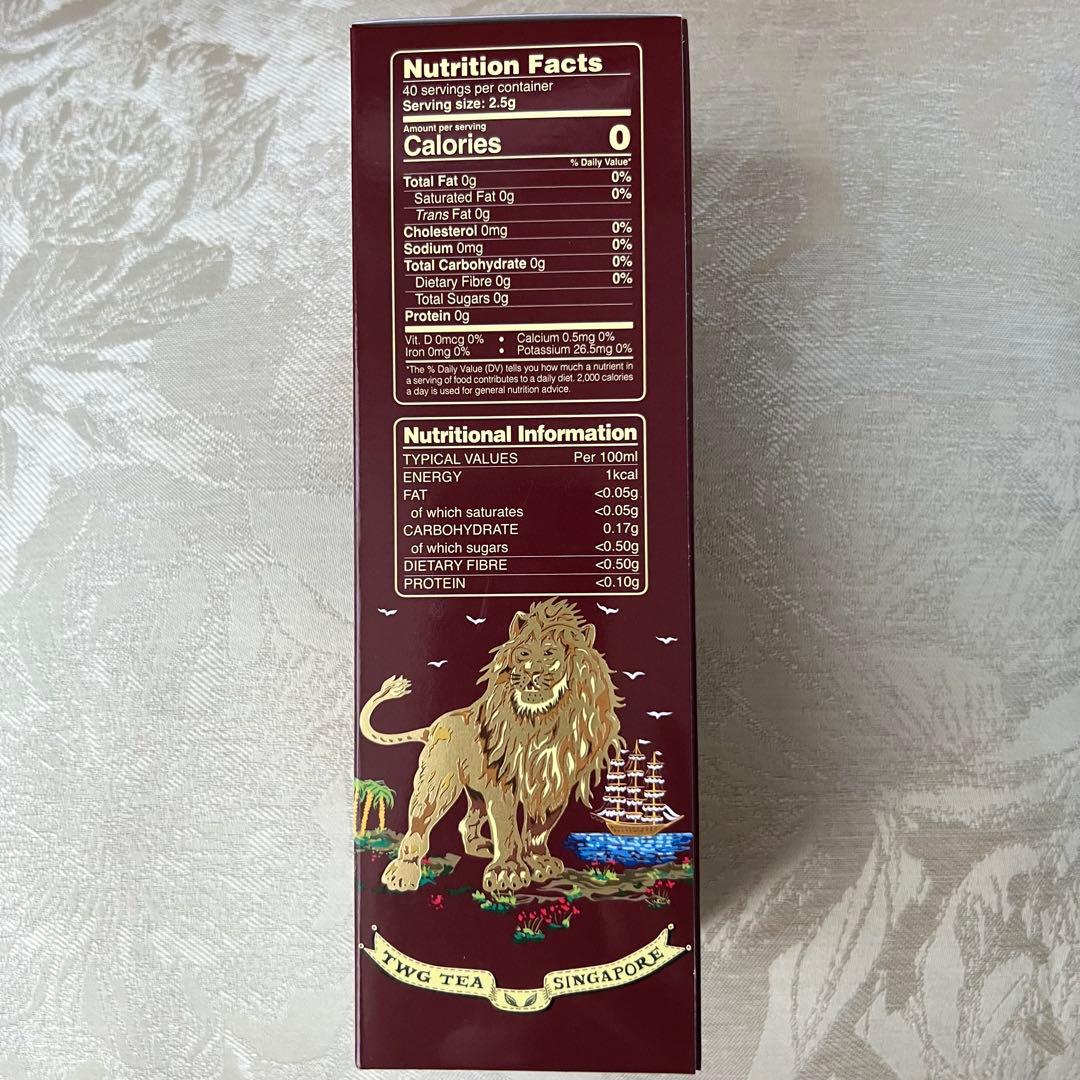 Nutrition Facts
40 servings per container
Serving size: 2.5g
Amount per serving
Calories 0
% Daily Value*
Total Fat 0g 0%
Saturated Fat 0g 0%
Trans Fat 0g
Cholesterol 0mg 0%
Sodium 0mg 0%
Total Carbohydrate 0g 0%
Dietary Fibre 0g 0%
Total Sugars 0g
Protein 0g
Vit. D 0mcg 0% • Calcium 0.5mg 0%
Iron 0mg 0% • Potassium 26.5mg 0%
*The % Daily Value (DV) tells you how much a nutrient in
a serving of food contributes to a daily diet. 2,000 calories
a day is used for general nutrition advice.
Nutritional Information
TYPICAL VALUES Per 100ml
ENERGY 1kcal
FAT <0.05g
of which saturates <0.05g
CARBOHYDRATE 0.17g
of which sugars <0.50g
DIETARY FIBRE <0.50g
PROTEIN <0.10g
TWG TEA SINGAPORE